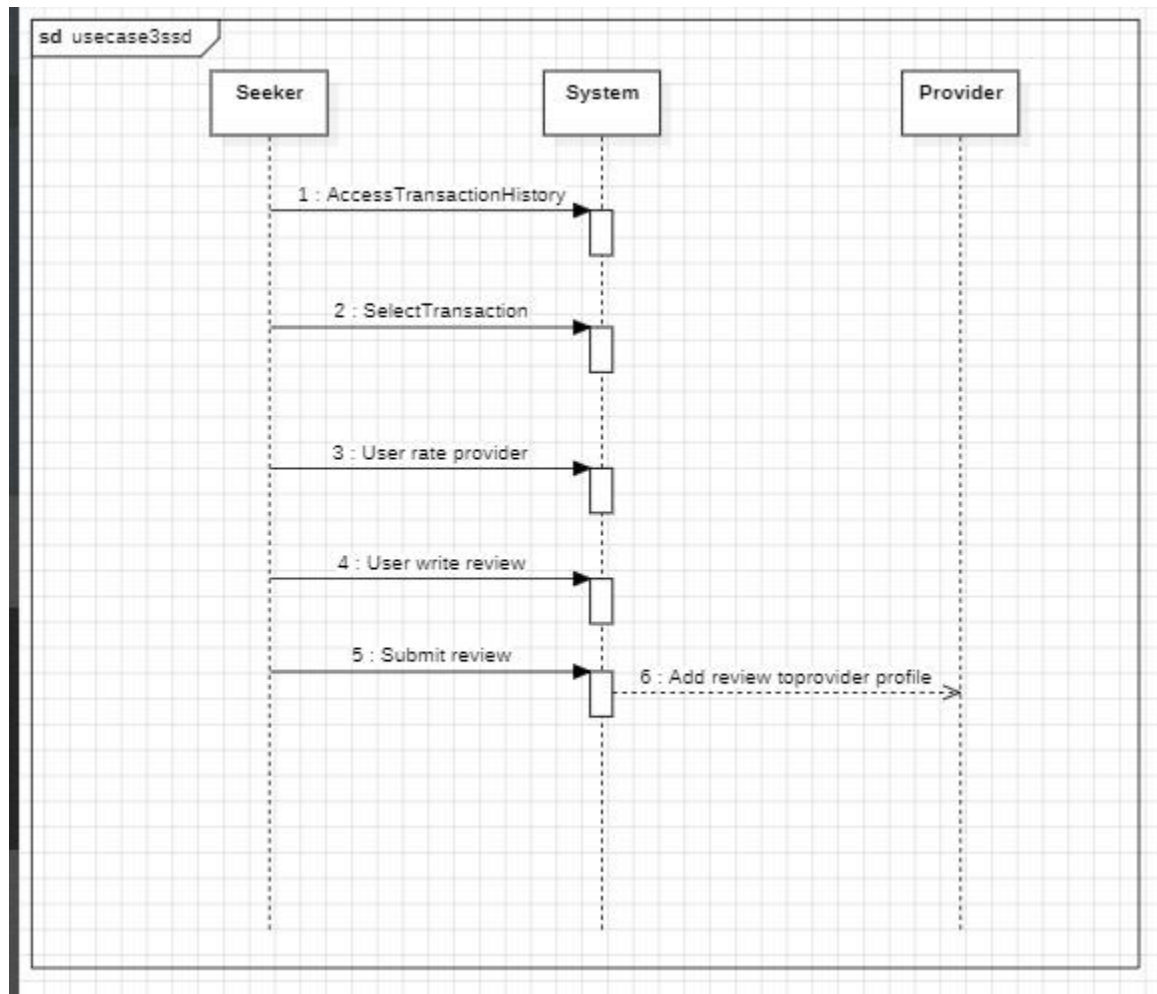 sd usecase3ssd
Seeker
System
Provider
1 : AccessTransactionHistory
2 : SelectTransaction
3 : User rate provider
4 : User write review
5 : Submit review
6 : Add review toprovider profile